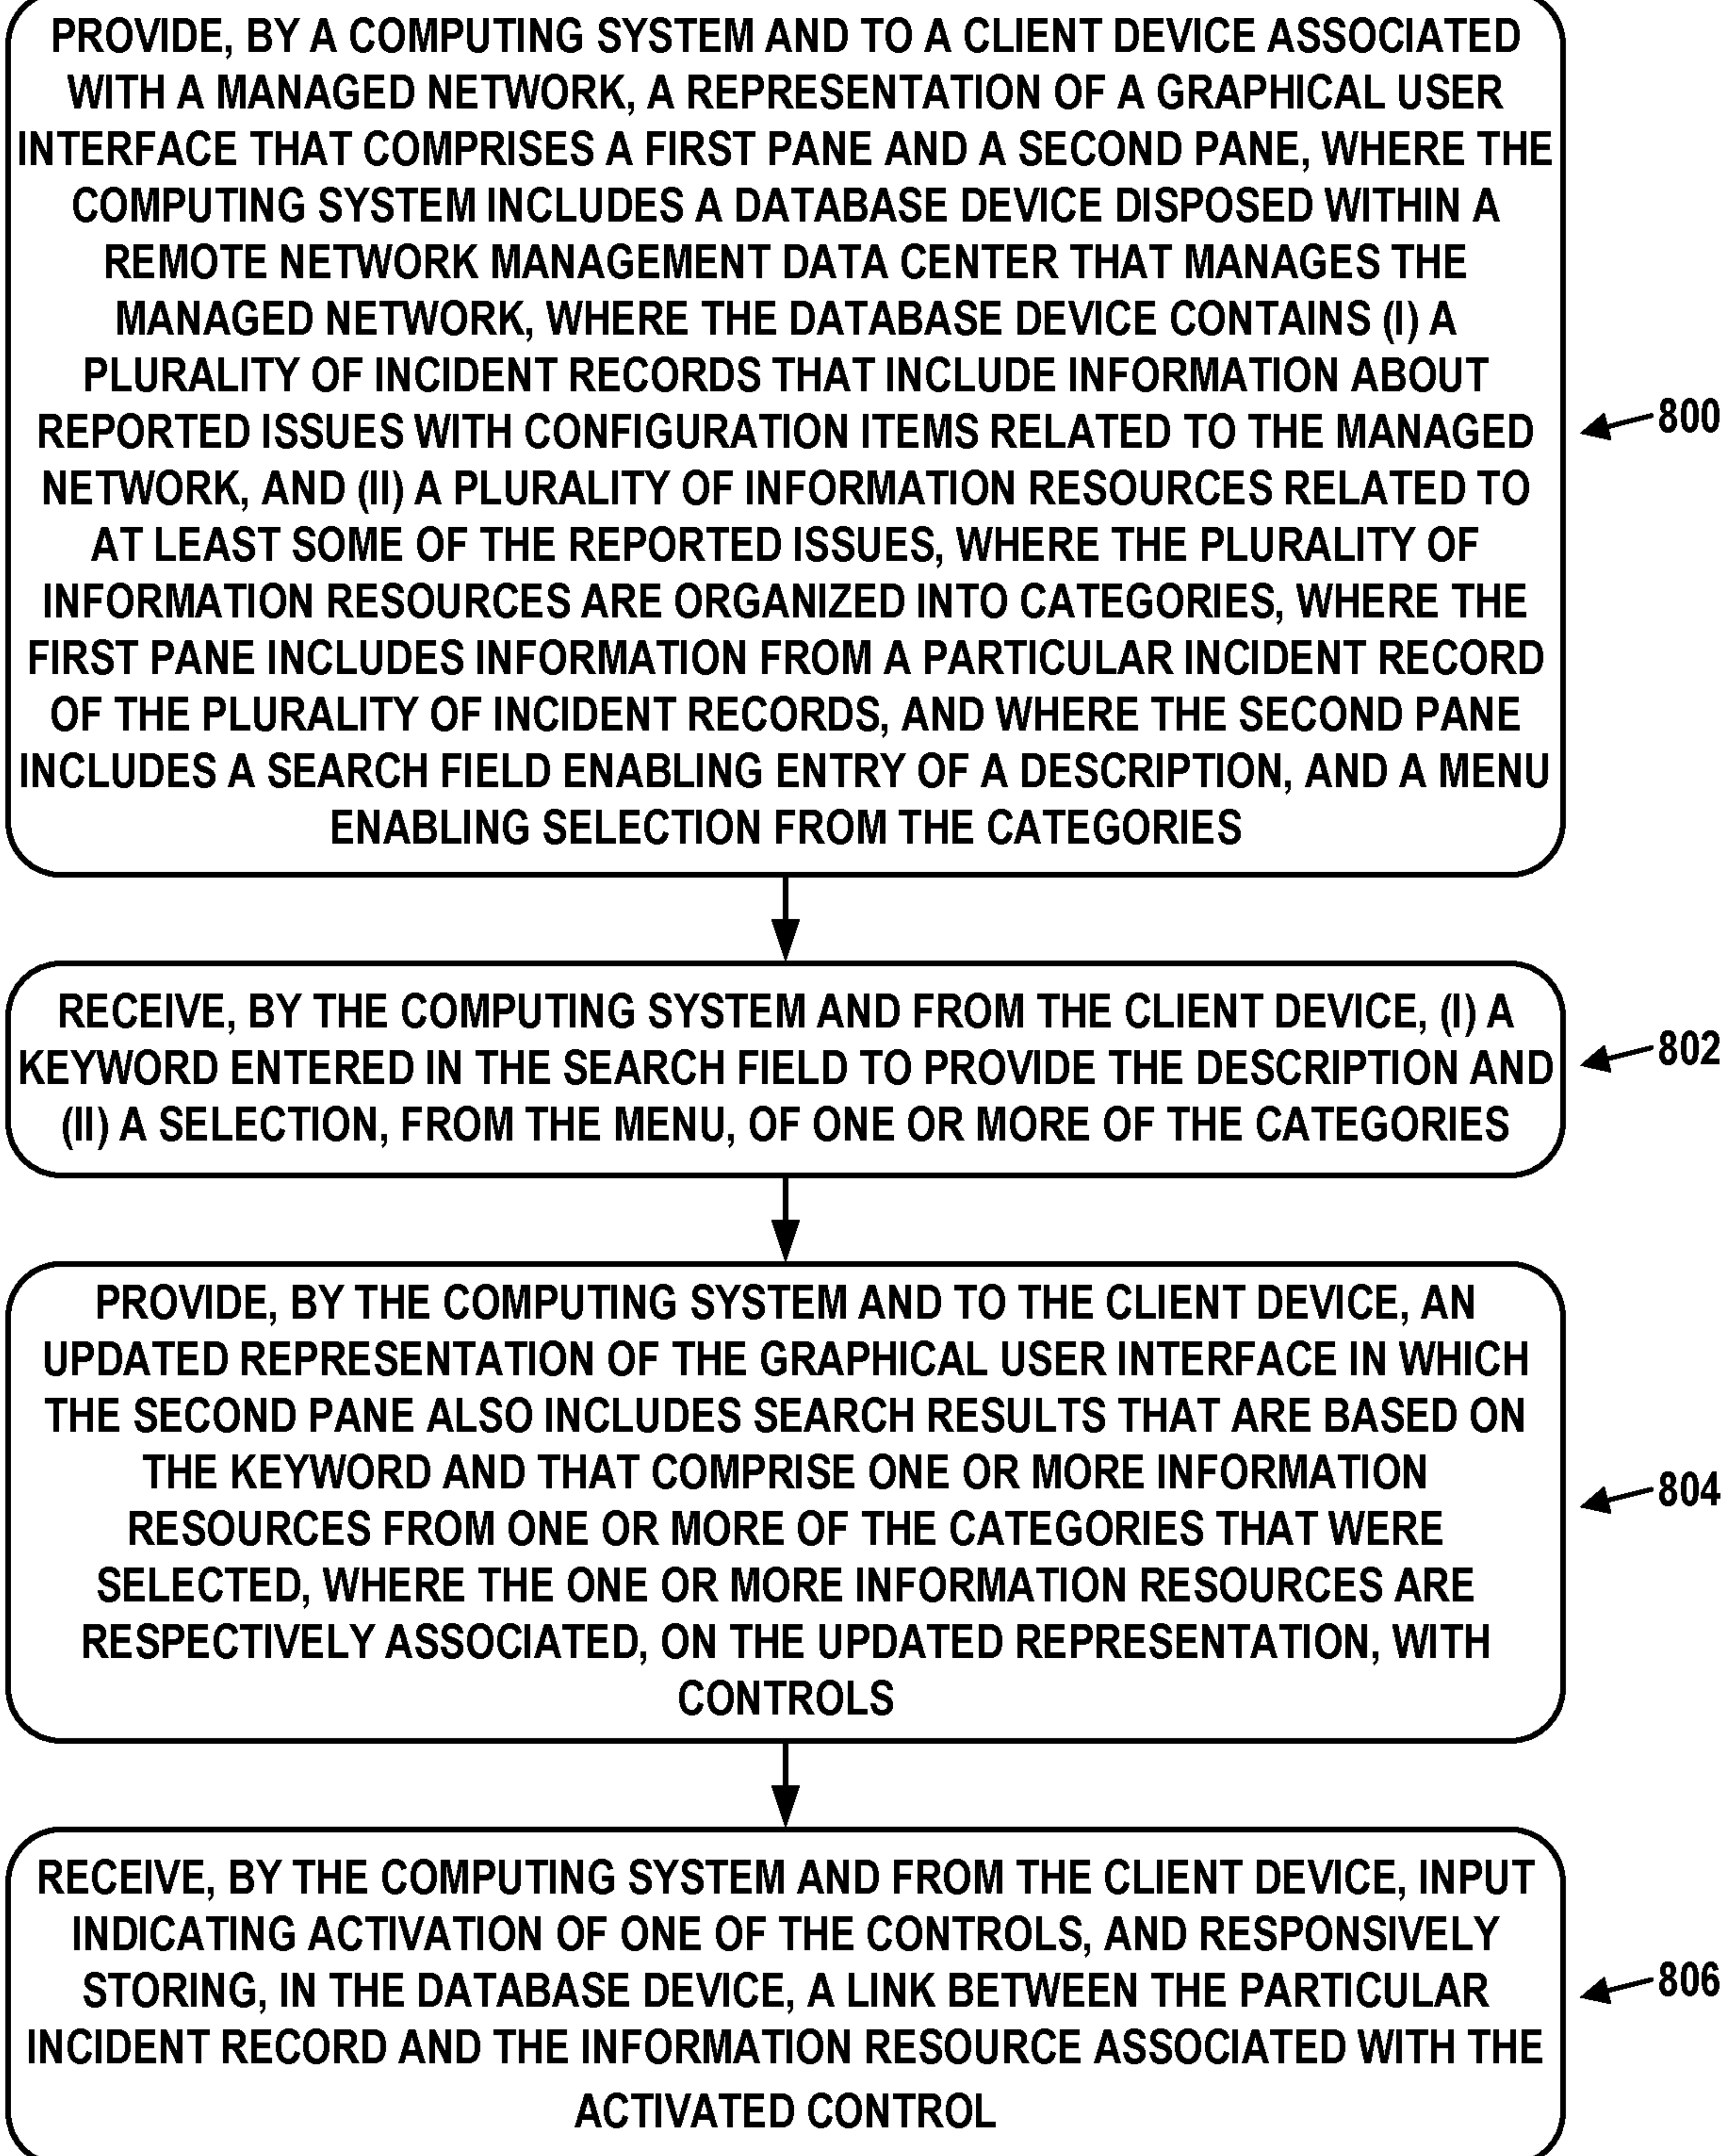 PROVIDE, BY A COMPUTING SYSTEM AND TO A CLIENT DEVICE ASSOCIATED
WITH A MANAGED NETWORK, A REPRESENTATION OF A GRAPHICAL USER
INTERFACE THAT COMPRISES A FIRST PANE AND A SECOND PANE, WHERE THE
COMPUTING SYSTEM INCLUDES A DATABASE DEVICE DISPOSED WITHIN A
REMOTE NETWORK MANAGEMENT DATA CENTER THAT MANAGES THE
MANAGED NETWORK, WHERE THE DATABASE DEVICE CONTAINS (I) A
PLURALITY OF INCIDENT RECORDS THAT INCLUDE INFORMATION ABOUT
REPORTED ISSUES WITH CONFIGURATION ITEMS RELATED TO THE MANAGED
NETWORK, AND (II) A PLURALITY OF INFORMATION RESOURCES RELATED TO
AT LEAST SOME OF THE REPORTED ISSUES, WHERE THE PLURALITY OF
INFORMATION RESOURCES ARE ORGANIZED INTO CATEGORIES, WHERE THE
FIRST PANE INCLUDES INFORMATION FROM A PARTICULAR INCIDENT RECORD
OF THE PLURALITY OF INCIDENT RECORDS, AND WHERE THE SECOND PANE
INCLUDES A SEARCH FIELD ENABLING ENTRY OF A DESCRIPTION, AND A MENU
ENABLING SELECTION FROM THE CATEGORIES
800
RECEIVE, BY THE COMPUTING SYSTEM AND FROM THE CLIENT DEVICE, (I) A
KEYWORD ENTERED IN THE SEARCH FIELD TO PROVIDE THE DESCRIPTION AND
(II) A SELECTION, FROM THE MENU, OF ONE OR MORE OF THE CATEGORIES
802
PROVIDE, BY THE COMPUTING SYSTEM AND TO THE CLIENT DEVICE, AN
UPDATED REPRESENTATION OF THE GRAPHICAL USER INTERFACE IN WHICH
THE SECOND PANE ALSO INCLUDES SEARCH RESULTS THAT ARE BASED ON
THE KEYWORD AND THAT COMPRISE ONE OR MORE INFORMATION
RESOURCES FROM ONE OR MORE OF THE CATEGORIES THAT WERE
SELECTED, WHERE THE ONE OR MORE INFORMATION RESOURCES ARE
RESPECTIVELY ASSOCIATED, ON THE UPDATED REPRESENTATION, WITH
CONTROLS
804
RECEIVE, BY THE COMPUTING SYSTEM AND FROM THE CLIENT DEVICE, INPUT
INDICATING ACTIVATION OF ONE OF THE CONTROLS, AND RESPONSIVELY
STORING, IN THE DATABASE DEVICE, A LINK BETWEEN THE PARTICULAR
INCIDENT RECORD AND THE INFORMATION RESOURCE ASSOCIATED WITH THE
ACTIVATED CONTROL
806